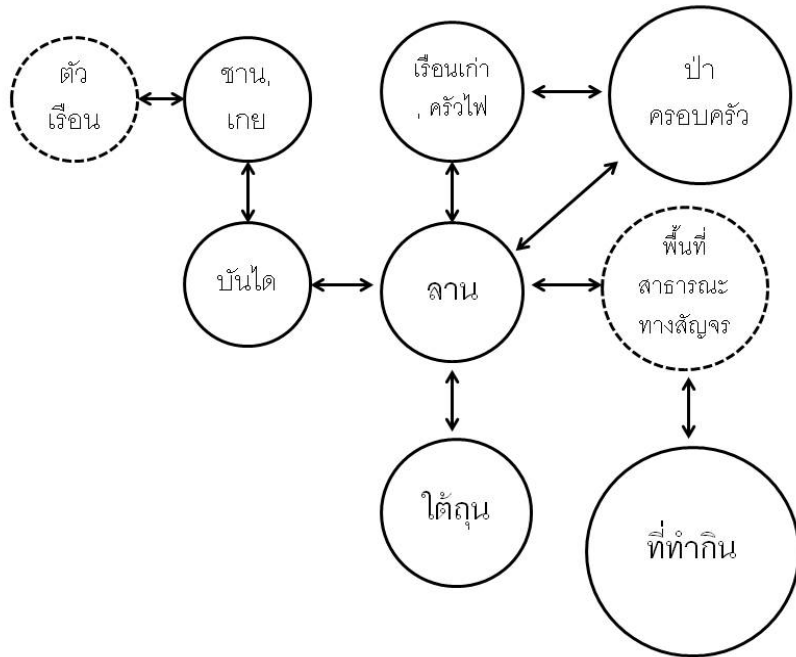 ตัว
เรือน
ชาน,
เกย
เรือนเก่า
, ครัวไฟ
ป่า
ครอบครัว
บันได
ลาน
พื้นที่
สาธารณะ
ทางสัญจร
ใต้ถุน
ที่ทำกิน